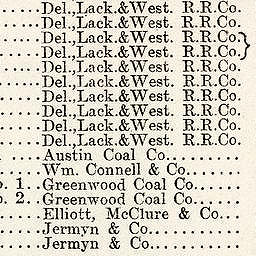 .....Del.,Lack.&West. R.R.Co.
.....Del.,Lack.&West. R.R.Co.
.....Del.,Lack.&West. R.R.Co.
.....Del.,Lack.&West. R.R.Co.
.....Del.,Lack.&West. R.R.Co.
.....Del.,Lack.&West. R.R.Co.
.....Del.,Lack.&West. R.R.Co.
.....Del.,Lack.&West. R.R.Co.
.....Del.,Lack.&West. R.R.Co.
.....Del.,Lack.&West. R.R.Co.
.....Austin Coal Co..........
.....Wm. Connell & Co.......
o. 1..Greenwood Coal Co......
o. 2..Greenwood Coal Co......
.....Elliott, McClure & Co...
.....Jermyn & Co............
.....Jermyn & Co............